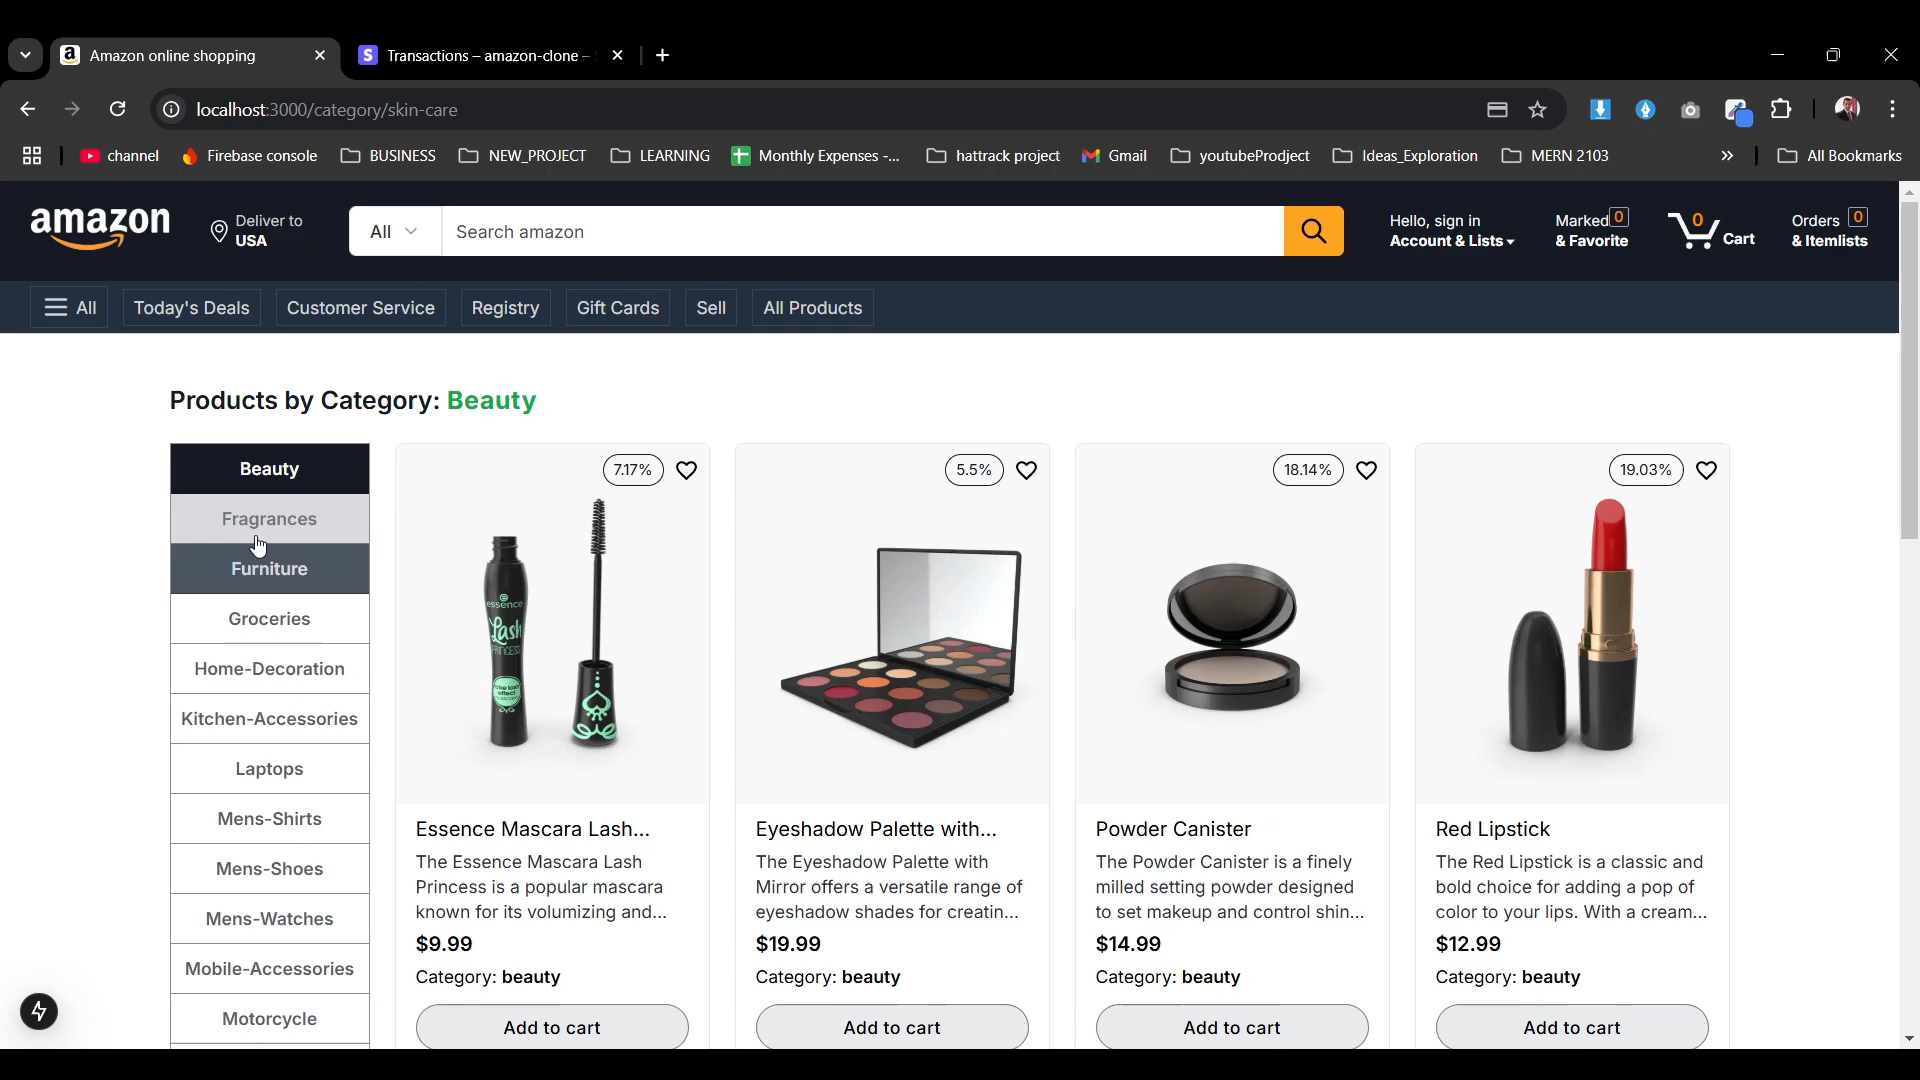 Amazon online shopping
Transactions – amazon-clone –
localhost:3000/category/skin-care
channel
Firebase console
BUSINESS
NEW_PROJECT
LEARNING
Monthly Expenses -...
hattrack project
Gmail
youtubeProdject
Ideas_Exploration
MERN 2103
All Bookmarks
amazon
Deliver to
USA
All
Search amazon
Hello, sign in
Account & Lists
Marked 0
& Favorite
0
Cart
Orders 0
& Itemlists
All
Today's Deals
Customer Service
Registry
Gift Cards
Sell
All Products
Products by Category: Beauty
Beauty
Fragrances
Furniture
Groceries
Home-Decoration
Kitchen-Accessories
Laptops
Mens-Shirts
Mens-Shoes
Mens-Watches
Mobile-Accessories
Motorcycle
7.17%
essence
Lash
PRINCESS
false lash
effect
Essence Mascara Lash...
The Essence Mascara Lash
Princess is a popular mascara
known for its volumizing and...
$9.99
Category: beauty
Add to cart
5.5%
Eyeshadow Palette with...
The Eyeshadow Palette with
Mirror offers a versatile range of
eyeshadow shades for creatin...
$19.99
Category: beauty
Add to cart
18.14%
Powder Canister
The Powder Canister is a finely
milled setting powder designed
to set makeup and control shin...
$14.99
Category: beauty
Add to cart
19.03%
Red Lipstick
The Red Lipstick is a classic and
bold choice for adding a pop of
color to your lips. With a cream...
$12.99
Category: beauty
Add to cart